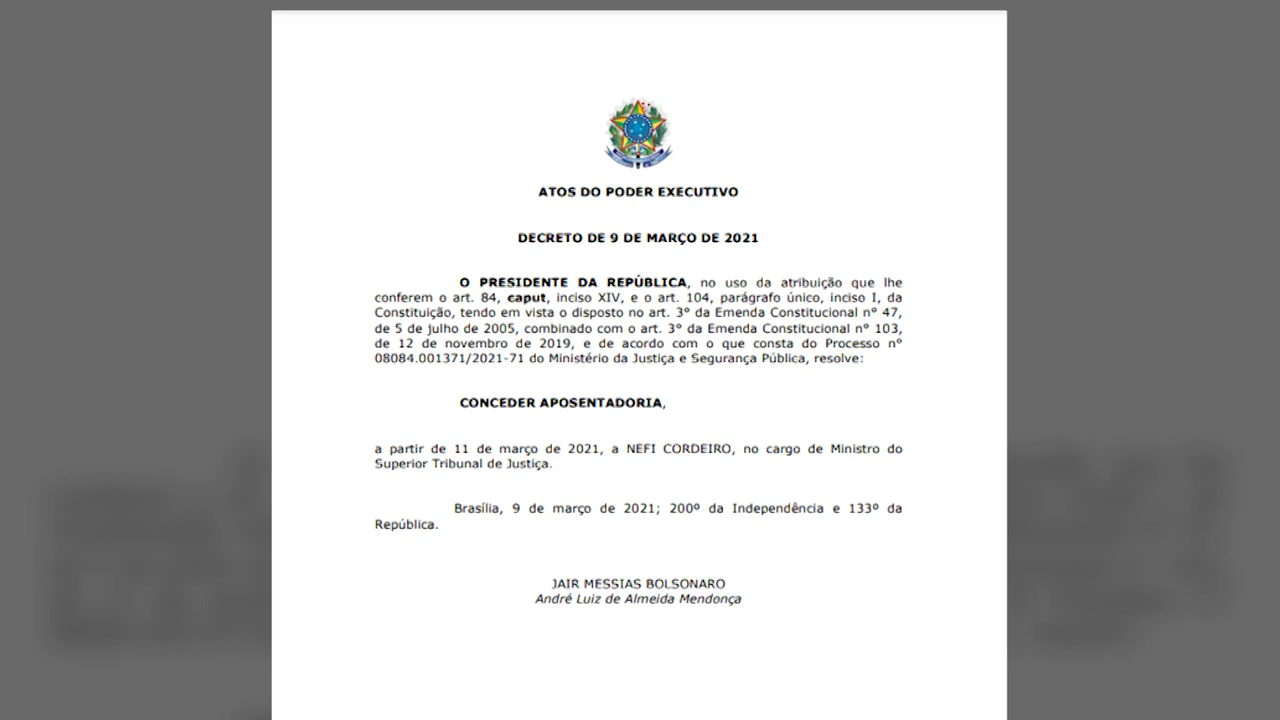 ATOS DO PODER EXECUTIVO
DECRETO DE 9 DE MARÇO DE 2021
O PRESIDENTE DA REPÚBLICA, no uso da atribuição que lhe
conferem o art. 84, caput, inciso XIV, e o art. 104, parágrafo único, inciso I, da
Constituição, tendo em vista o disposto no art. 3° da Emenda Constitucional n° 47,
de 5 de julho de 2005, combinado com o art. 3° da Emenda Constitucional n° 103,
de 12 de novembro de 2019, e de acordo com o que consta do Processo n°
08084.001371/2021-71 do Ministério da Justiça e Segurança Pública, resolve:
CONCEDER APOSENTADORIA,
a partir de 11 de março de 2021, a NEFI CORDEIRO, no cargo de Ministro do
Superior Tribunal de Justiça.
Brasília, 9 de março de 2021; 200º da Independência e 133º da
República.
JAIR MESSIAS BOLSONARO
André Luiz de Almeida Mendonça